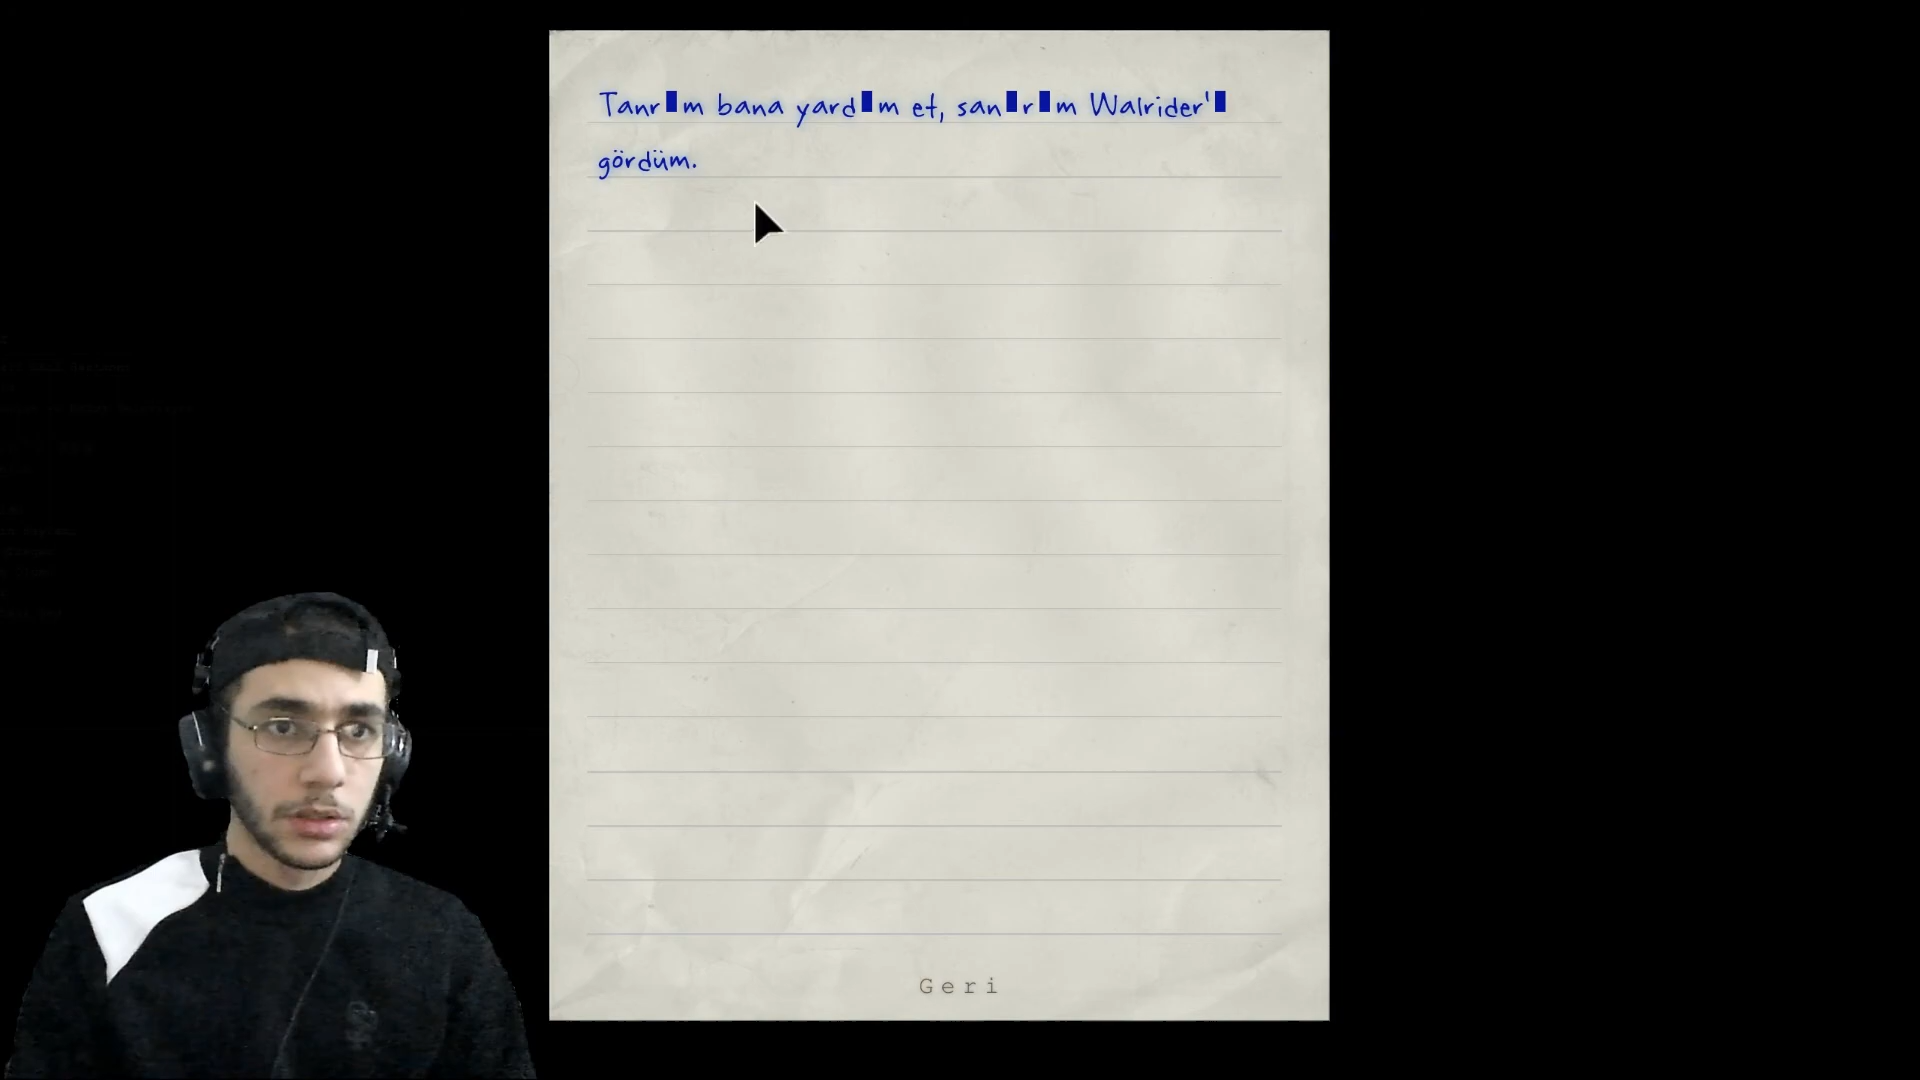 Tanr▮m bana yard▮m et, san▮r▮m Walrider'▮
gördüm.
Geri